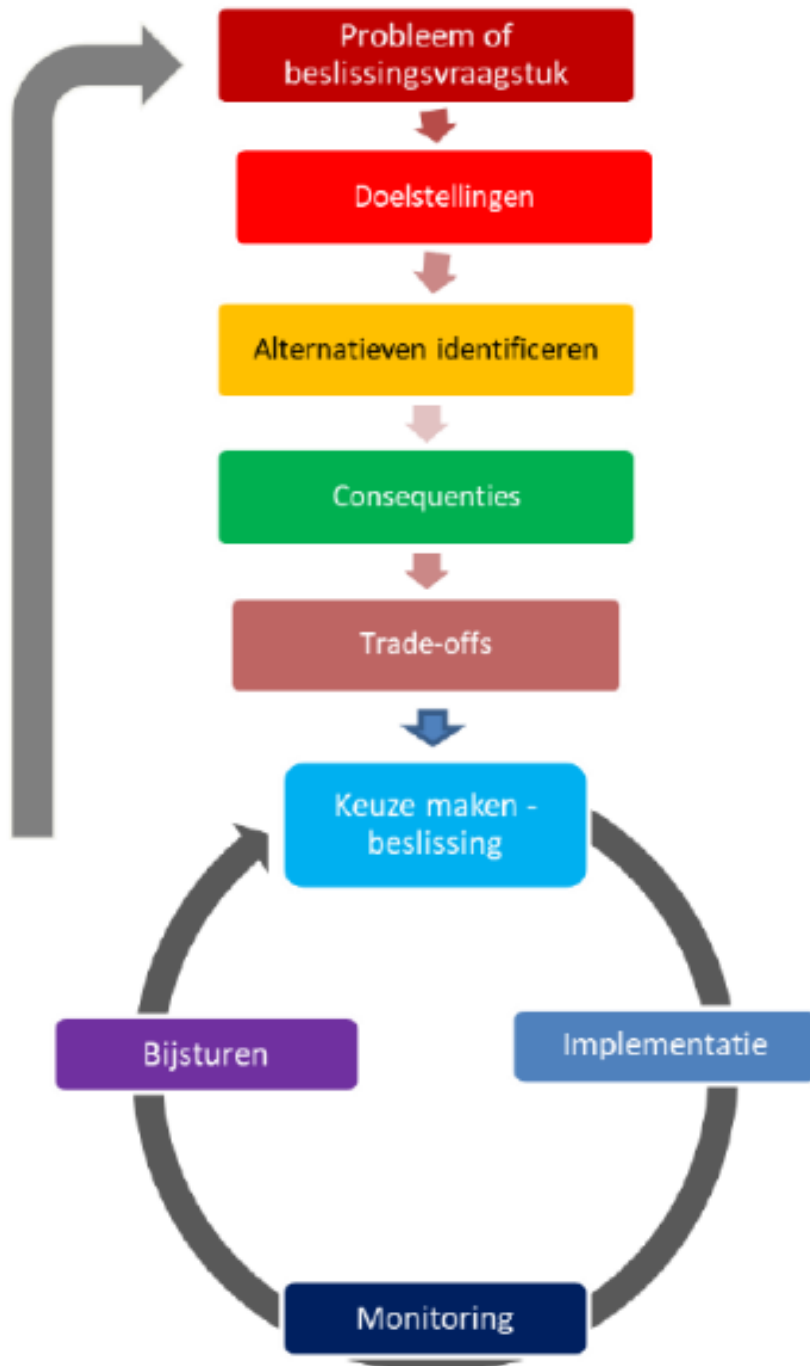 Probleem of
beslissingsvraagstuk
Doelstellingen
Alternatieven identificeren
Consequenties
Trade-offs
Keuze maken -
beslissing
Bijsturen
Implementatie
Monitoring